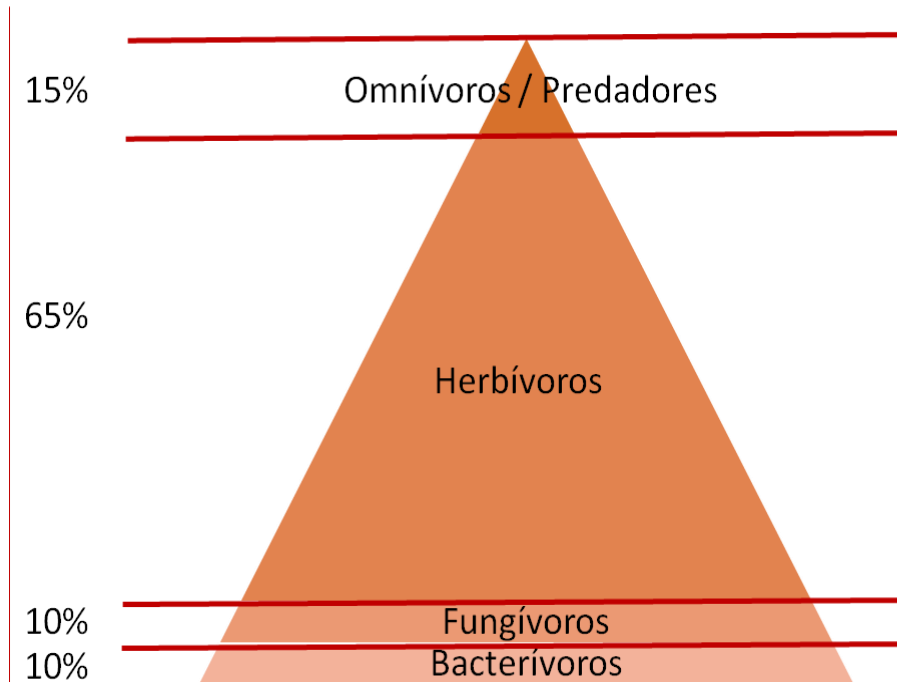 15% Omnívoros / Predadores
65%
Herbívoros
10% Fungívoros
10% Bacterívoros